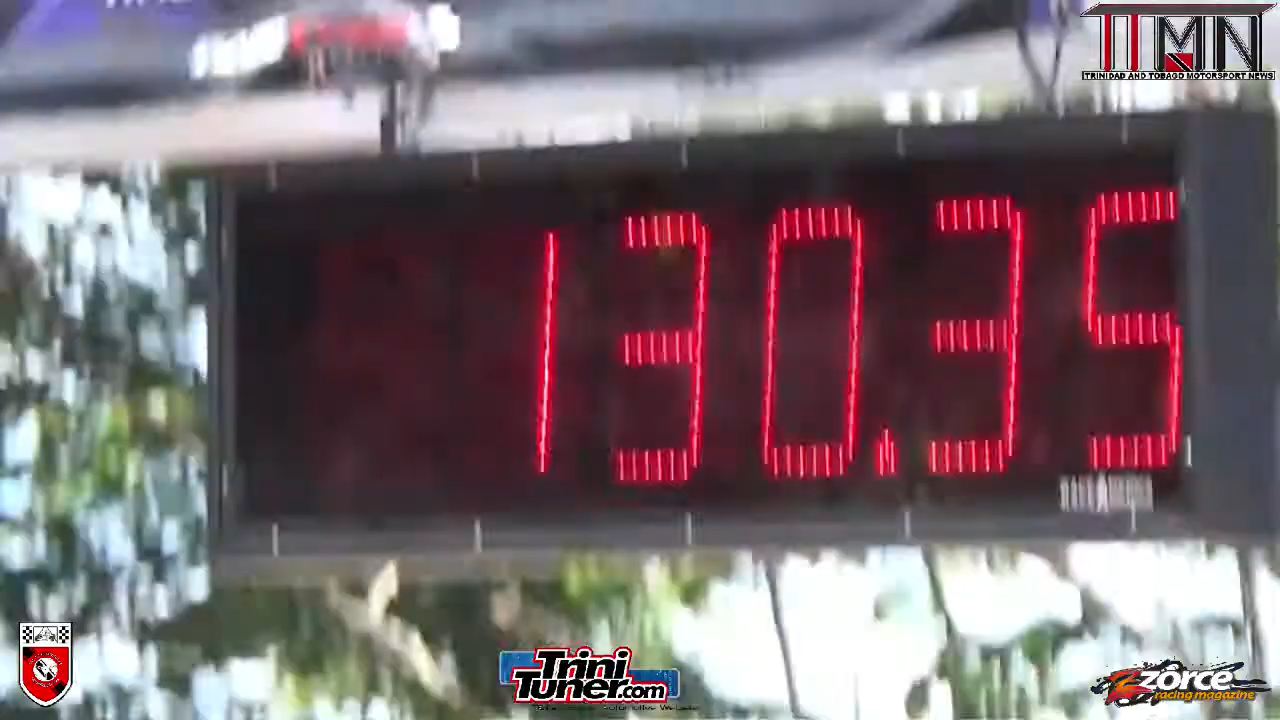 TTMN
TRINIDAD AND TOBAGO MOTORSPORT NEWS
130.35
Trini
Tuner.com
zorce
racing magazine